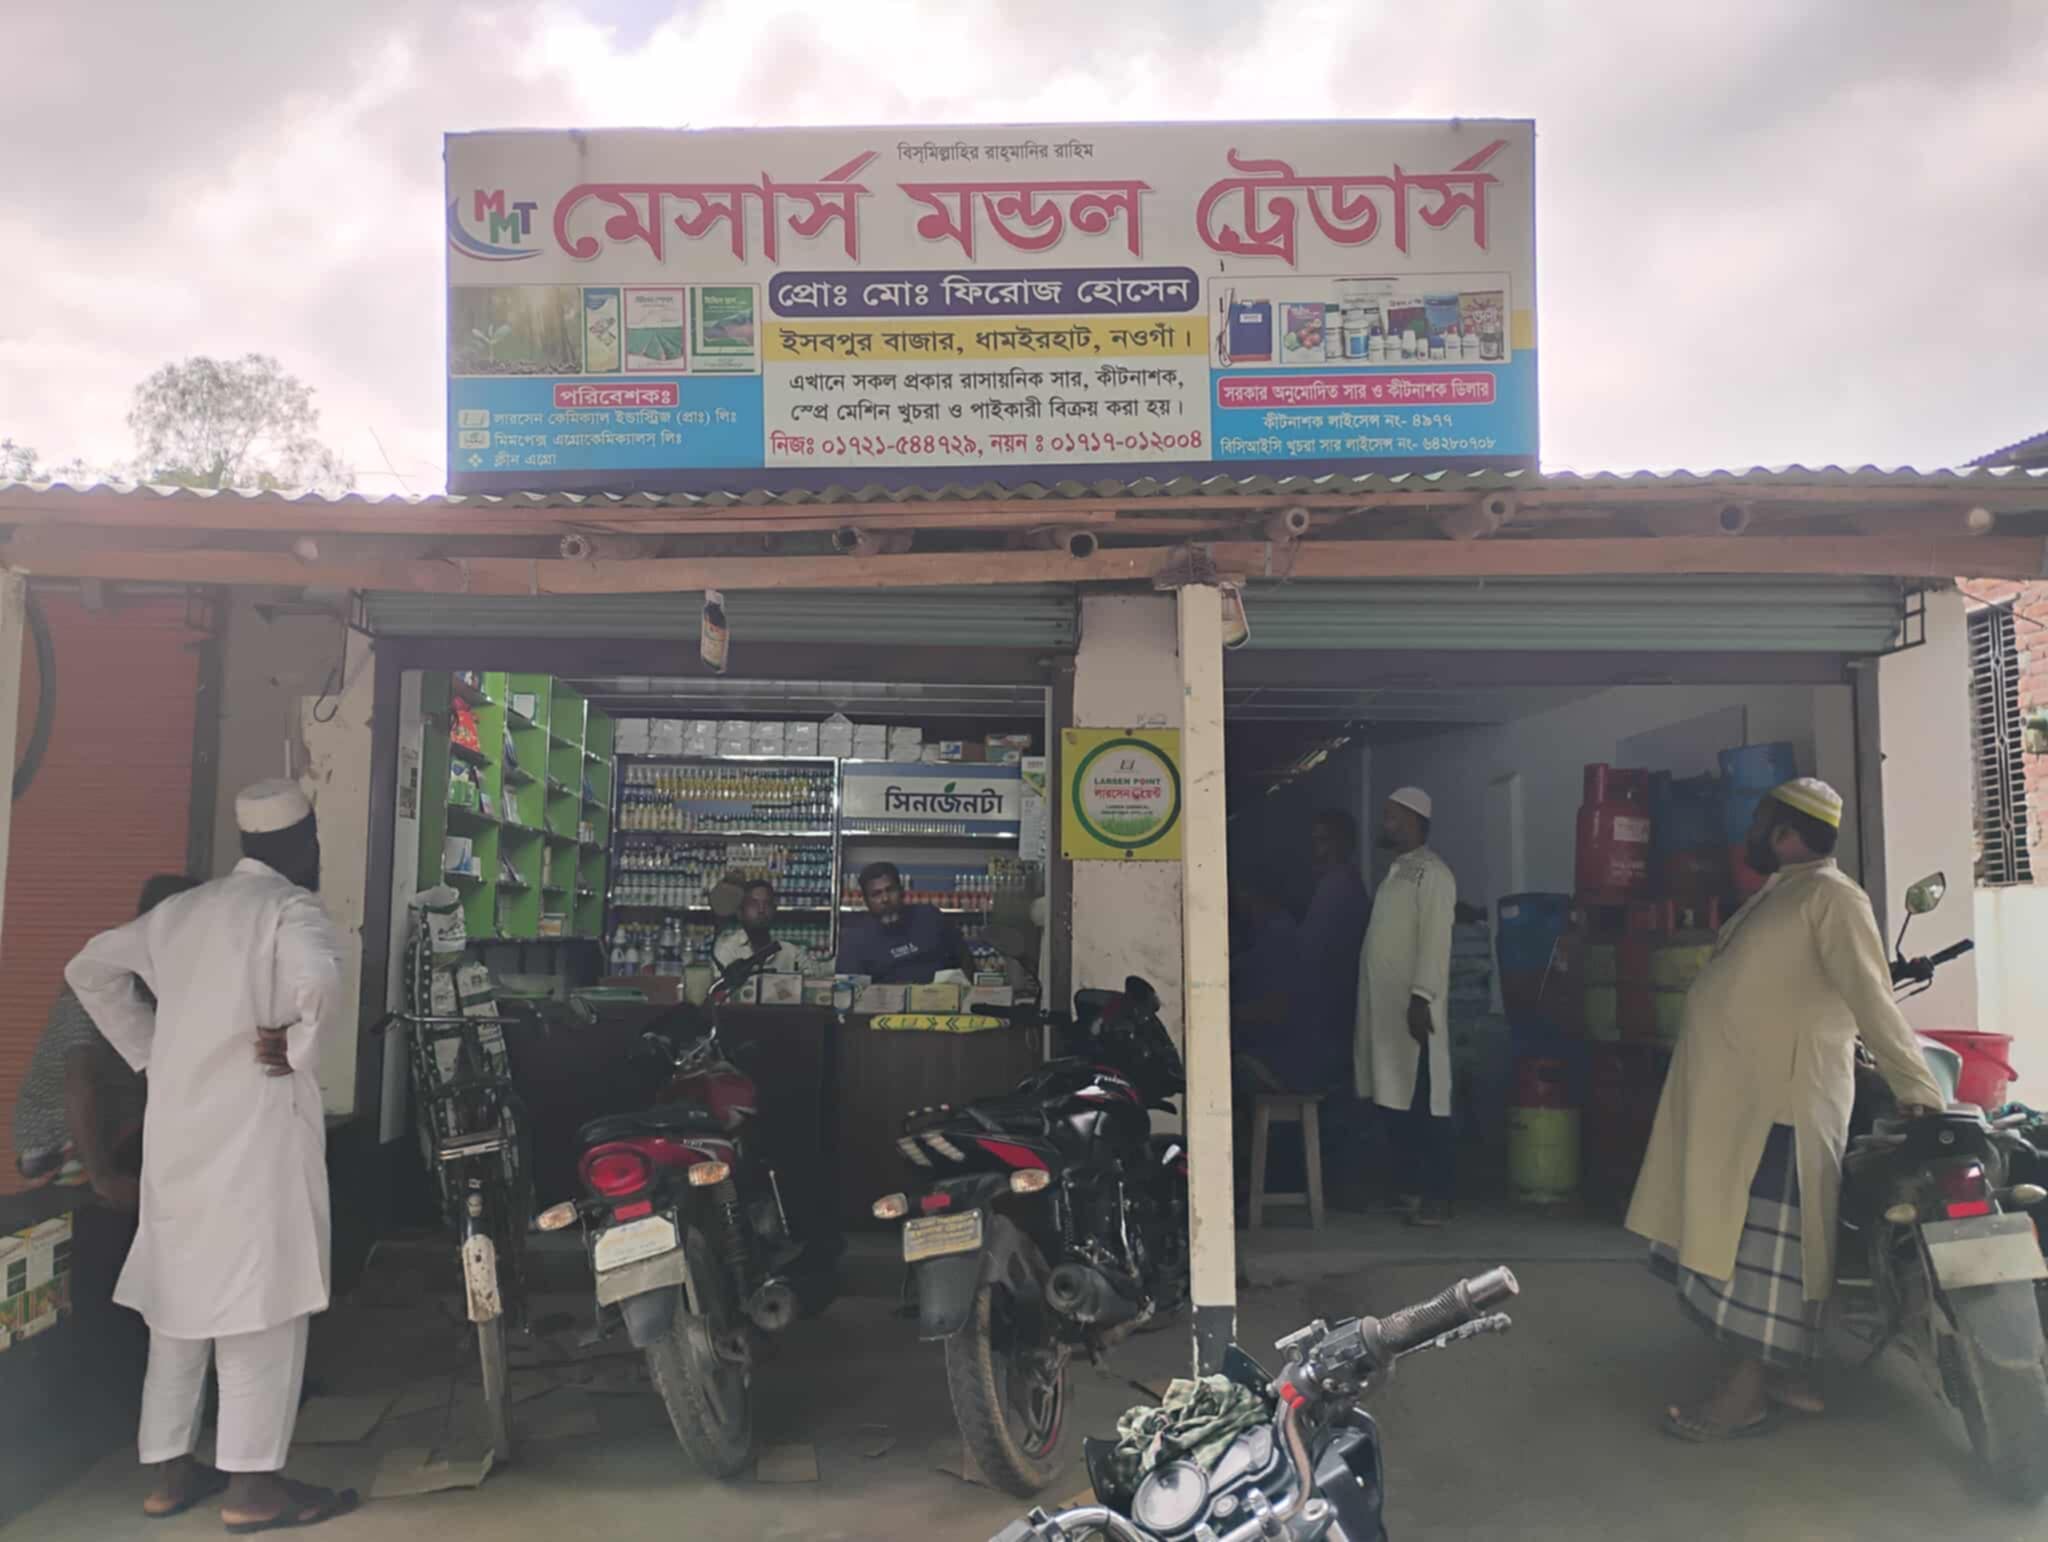 বিস্‌মিল্লাহির রাহ্‌মানির রাহিম
MMT
মেসার্স মন্ডল ট্রেডার্স
প্রোঃ মোঃ ফিরোজ হোসেন
ইসবপুর বাজার, ধামইরহাট, নওগাঁ।
এখানে সকল প্রকার রাসায়নিক সার, কীটনাশক,
স্প্রে মেশিন খুচরা ও পাইকারী বিক্রয় করা হয়।
নিজঃ ০১৭২১-৫৪৪৭২৯, নয়ন ঃ ০১৭১৭-০১২০০৪
পরিবেশকঃ
লারসেন কেমিক্যাল ইন্ডাস্ট্রিজ (প্রাঃ) লিঃ
মিমপেক্স এগ্রোকেমিক্যালস্ লিঃ
ক্লীন এগ্রো
সরকার অনুমোদিত সার ও কীটনাশক ডিলার
কীটনাশক লাইসেন্স নং- ৪৯৭৭
বিসিআইসি খুচরা সার লাইসেন্স নং- ৬৪২৮০৭০৮
সিনজেনটা
LARSEN POINT
লারসেন পয়েন্ট